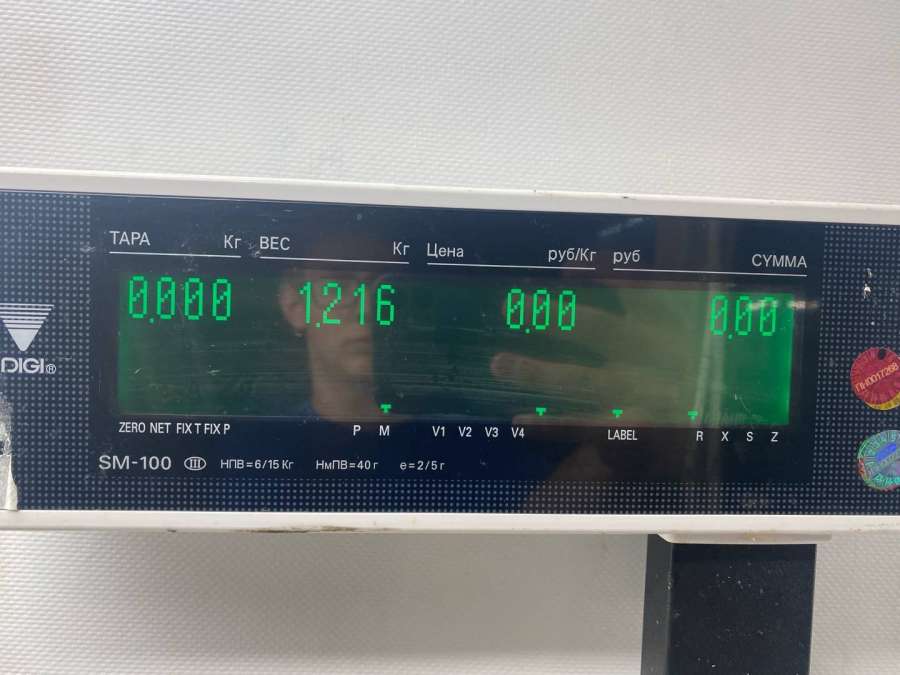 ТАРА Кг ВЕС Кг Цена руб/Кг руб СУММА
0.000 1.216 0.00 0.00
DIGI®
ZERO NET FIX T FIX P P M V1 V2 V3 V4 LABEL R X S Z
SM-100 III НПВ=6/15 Кг НмПВ=40 г е=2/5 г